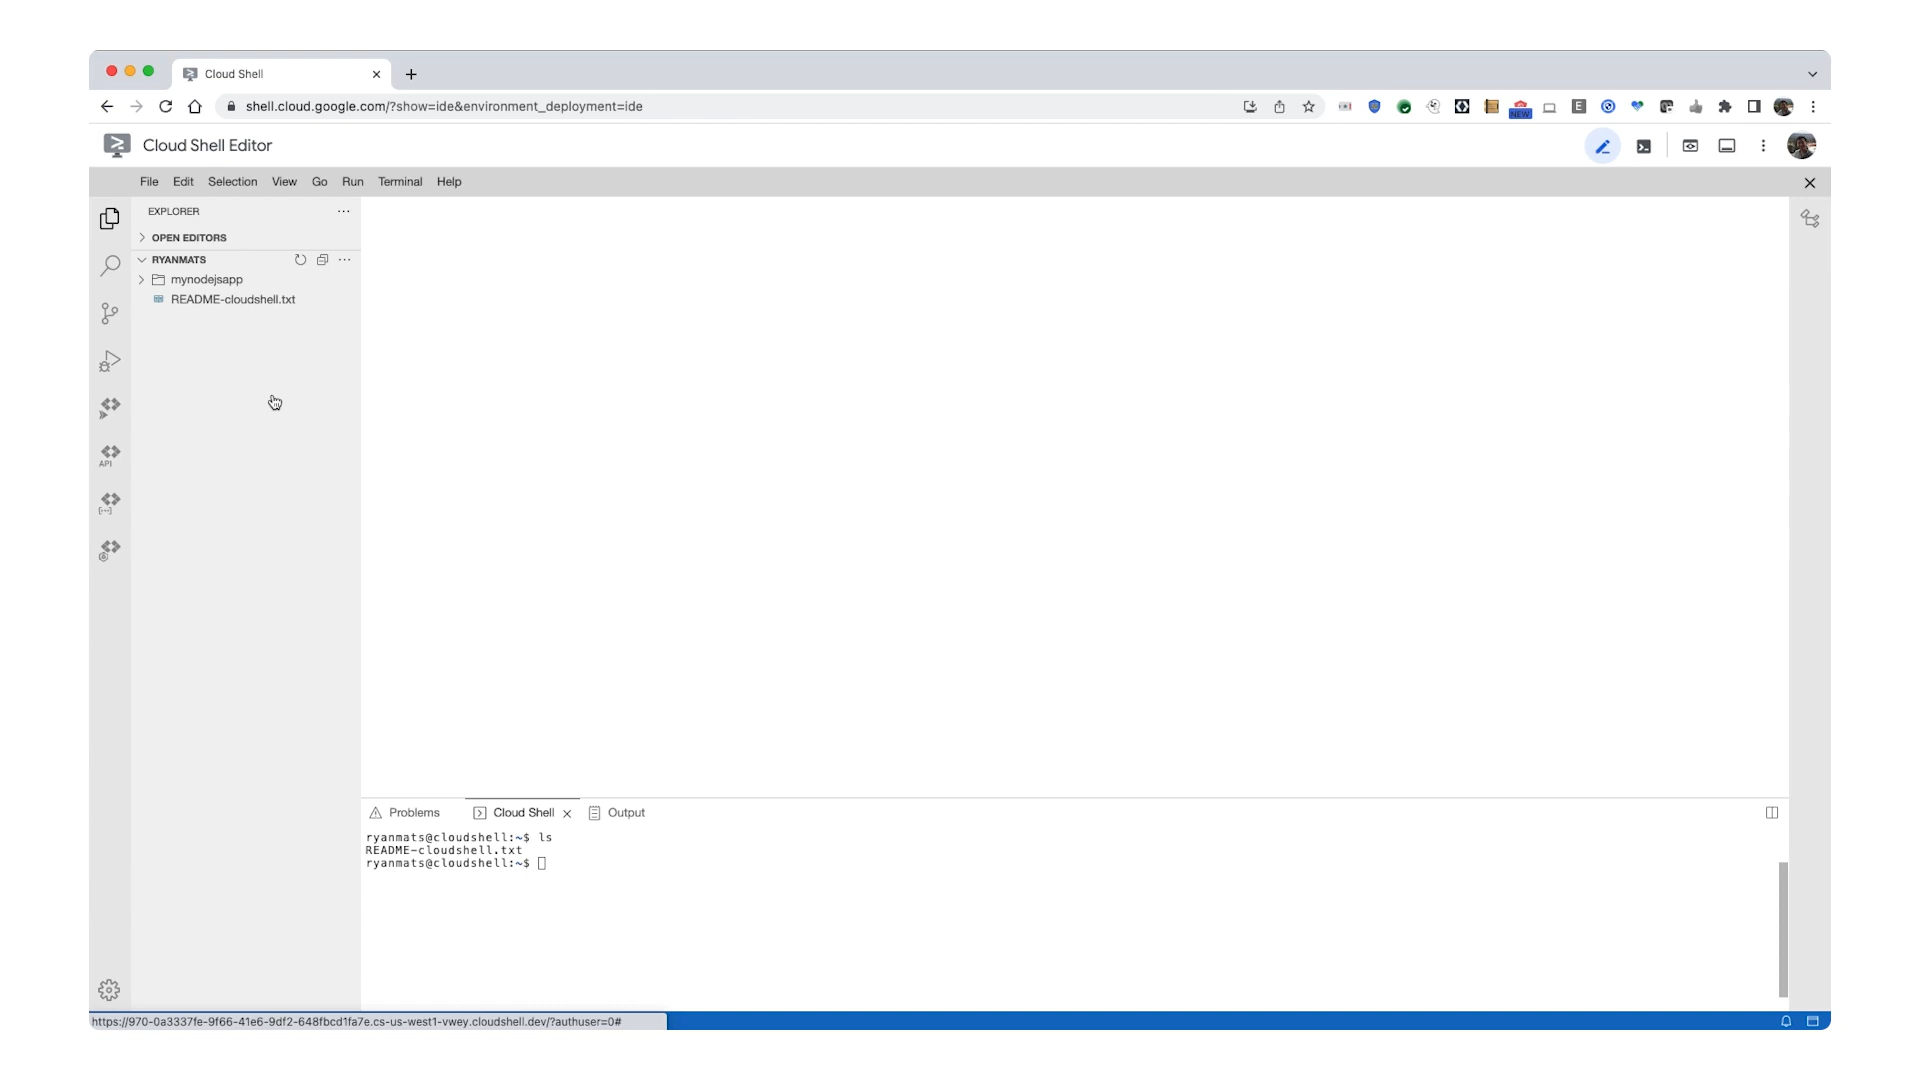 Cloud Shell
shell.cloud.google.com/?show=ide&environment_deployment=ide
NEW
E
Cloud Shell Editor
File Edit Selection View Go Run Terminal Help
EXPLORER
OPEN EDITORS
RYANMATS
mynodejsapp
README-cloudshell.txt
API
Problems Cloud Shell Output
ryanmats@cloudshell:~$ ls
README-cloudshell.txt
ryanmats@cloudshell:~$
https://970-0a3337fe-9f66-41e6-9df2-648fbcd1fa7e.cs-us-west1-vwey.cloudshell.dev/?authuser=0#